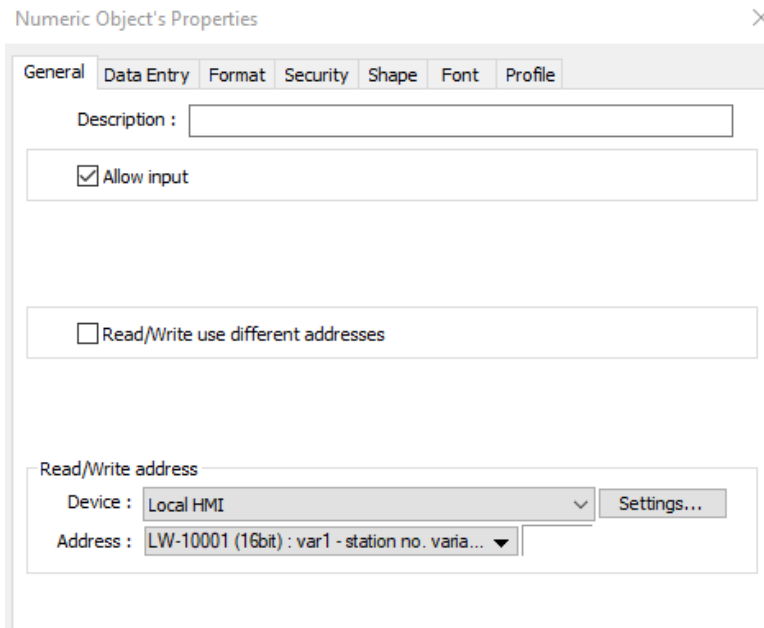 Numeric Object's Properties
General Data Entry Format Security Shape Font Profile
Description :
Allow input
Read/Write use different addresses
Read/Write address
Device : Local HMI Settings...
Address : LW-10001 (16bit) : var1 - station no. varia...